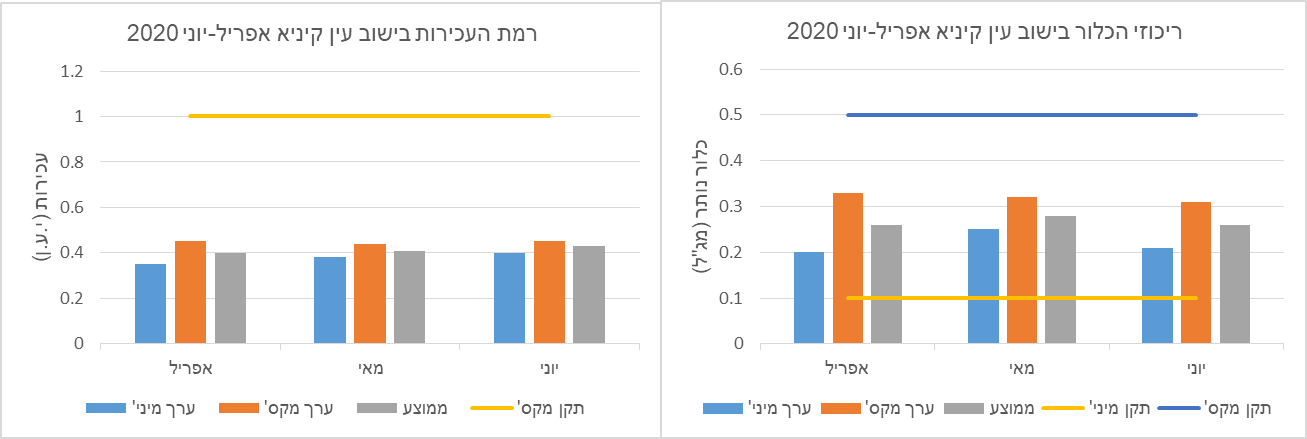 רמת העכירות בישוב עין קיניא אפריל-יוני 2020
1.2
1
0.8
0.6
0.4
0.2
0
עכירות (י.ע.ן)
אפריל
מאי
יוני
ערך מיני'
ערך מקס'
ממוצע
תקן מקס'
ריכוזי הכלור בישוב עין קיניא אפריל-יוני 2020
0.6
0.5
0.4
0.3
0.2
0.1
0
כלור נותר (מג"ל)
אפריל
מאי
יוני
ערך מיני'
ערך מקס'
ממוצע
תקן מיני'
תקן מקס'